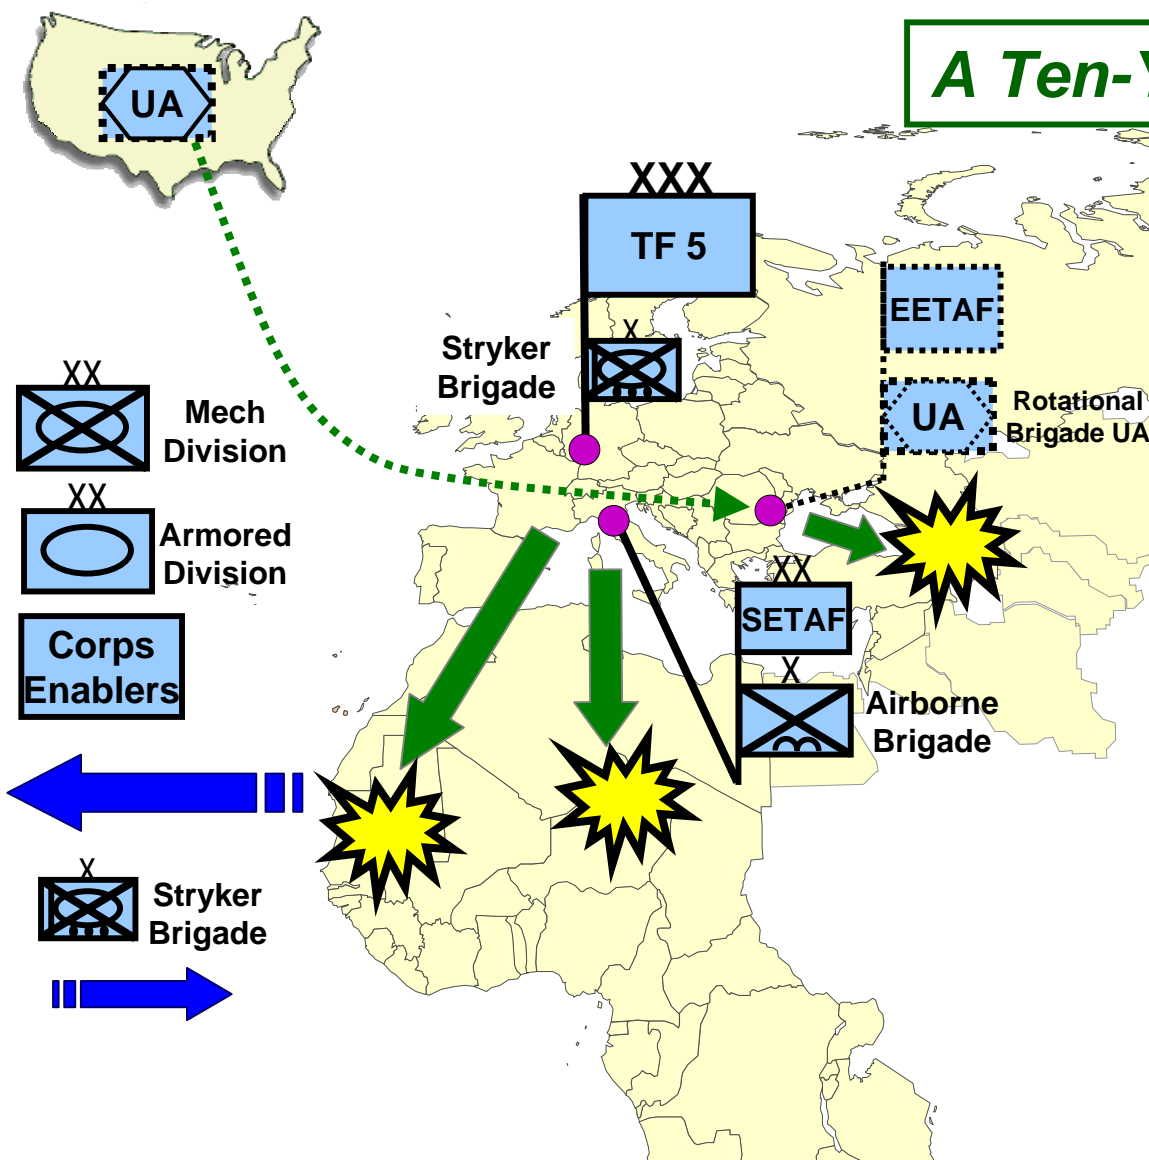 A Ten-Y
UA
XXX
TF 5
EETAF
X
Stryker
Brigade
XX
Mech
Division
UA
Rotational
Brigade UA
XX
Armored
Division
XX
SETAF
Corps
Enablers
X
Airborne
Brigade
X
Stryker
Brigade